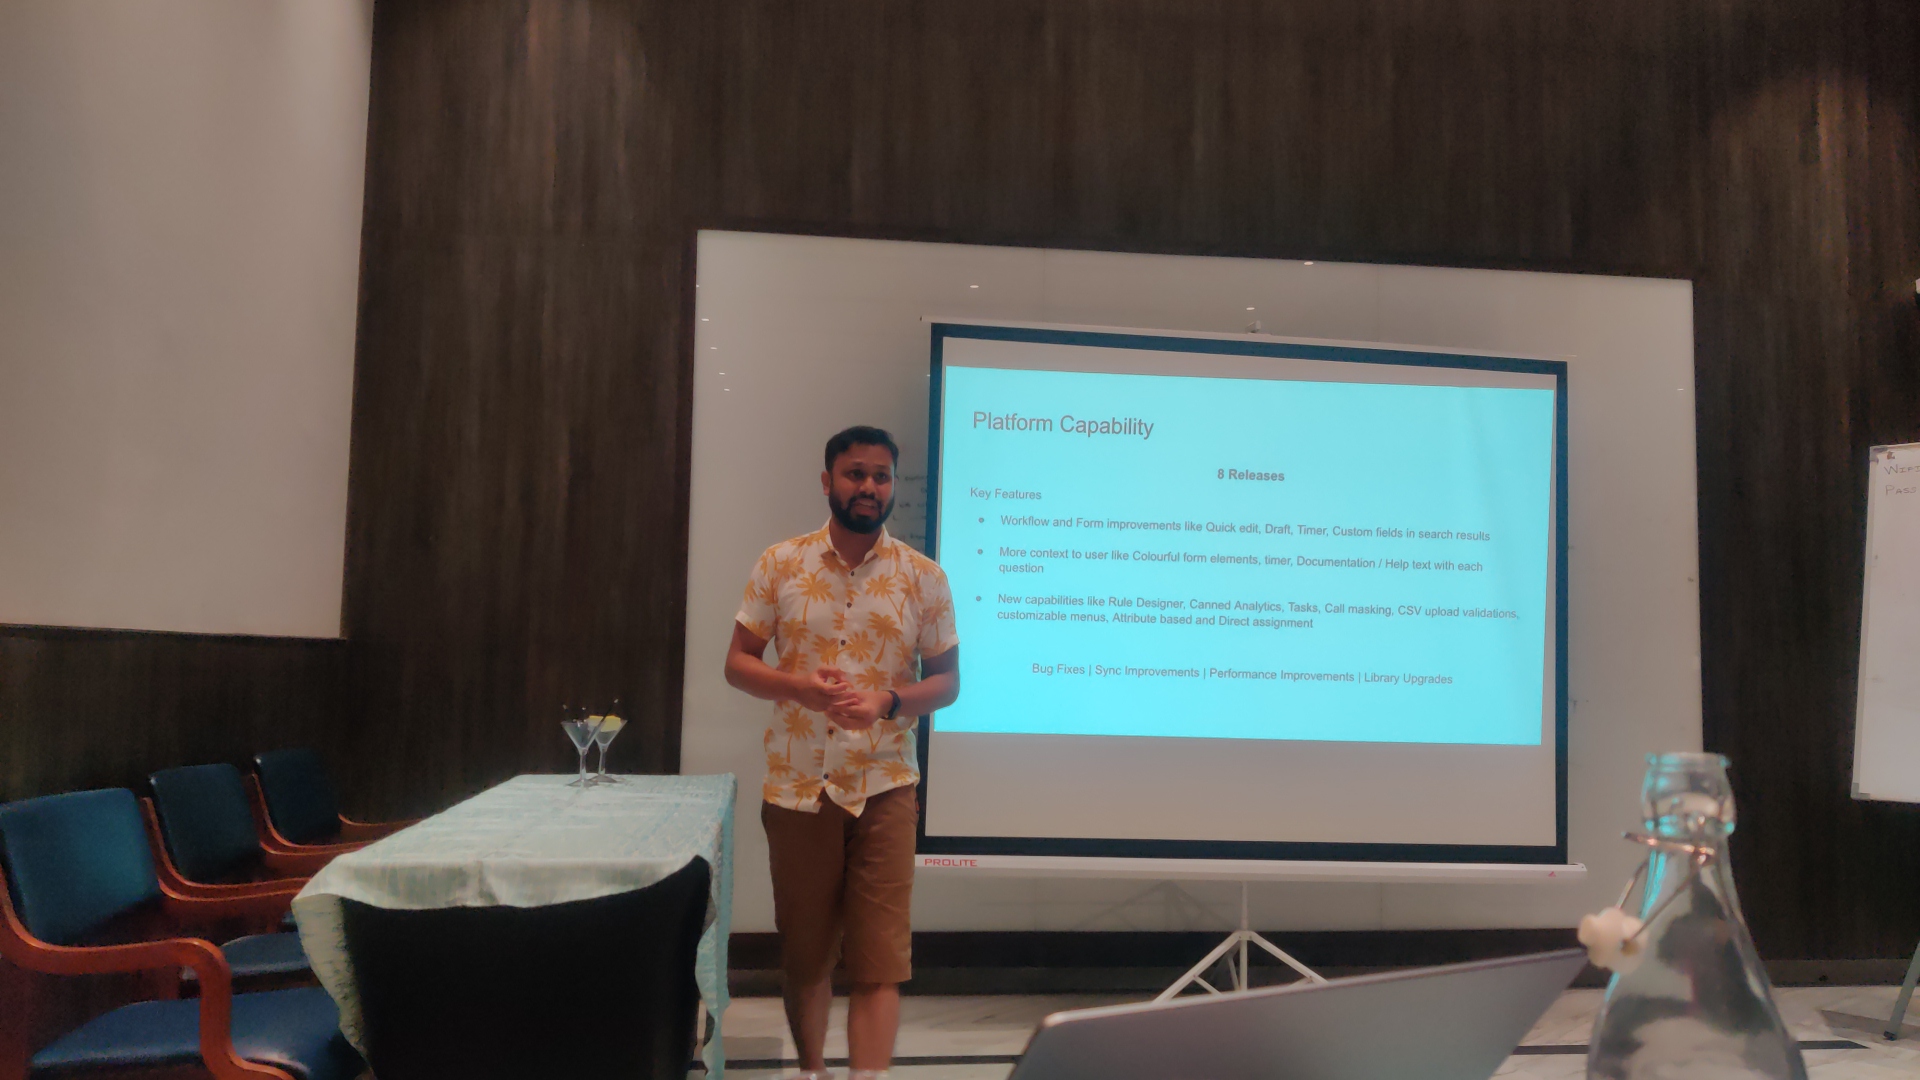 Platform Capability
8 Releases
Key Features
● Workflow and Form improvements like Quick edit, Draft, Timer, Custom fields in search results
● More context to user like Colourful form elements, timer, Documentation / Help text with each
question
● New capabilities like Rule Designer, Canned Analytics, Tasks, Call masking, CSV upload validations,
customizable menus, Attribute based and Direct assignment
Bug Fixes | Sync Improvements | Performance Improvements | Library Upgrades
PROLITE
WIFI
PASS